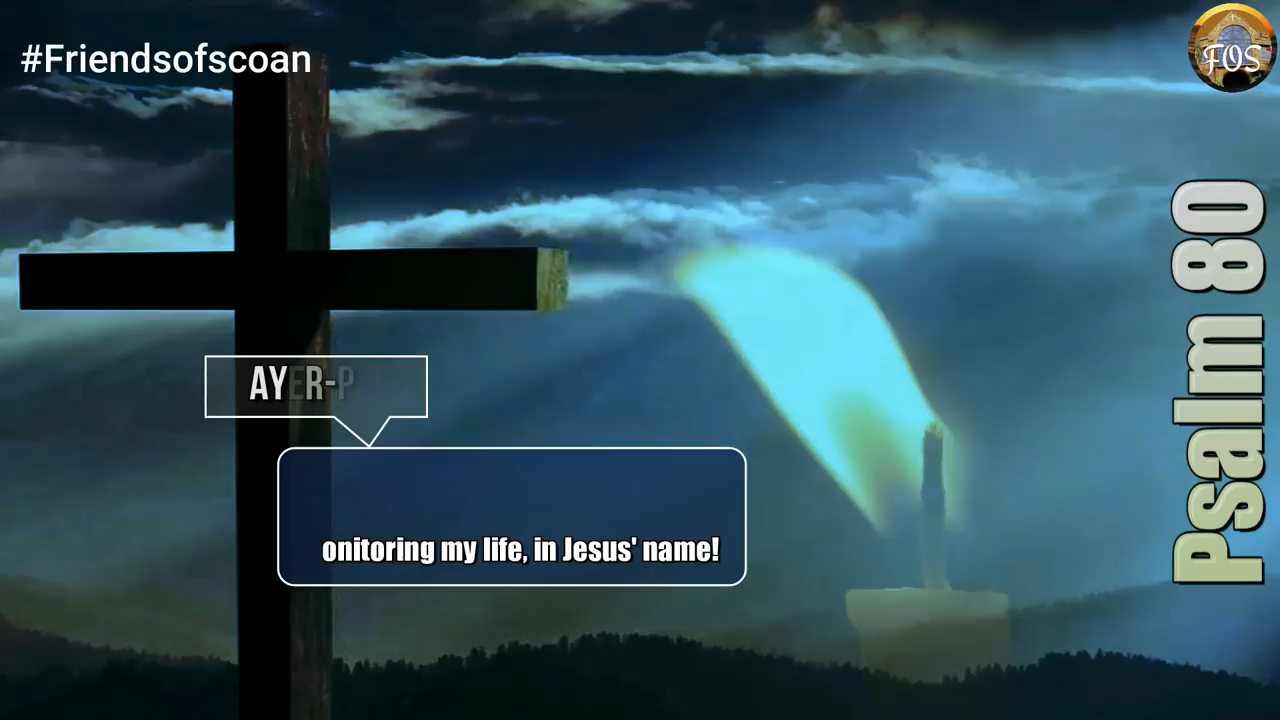 #Friendsofscoan
FOS
AYER-P
onitoring my life, in Jesus' name!
Psalm 80